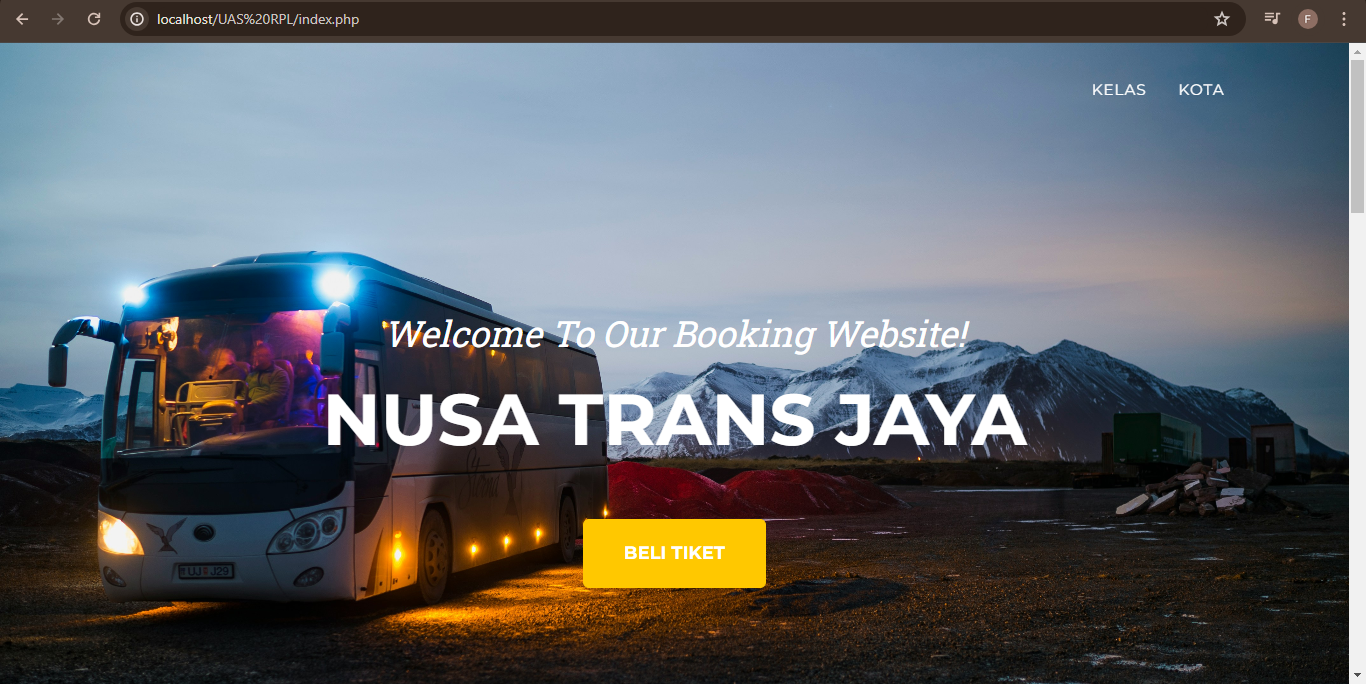 localhost/UAS%20RPL/index.php
F
KELAS KOTA
Welcome To Our Booking Website!
NUSA TRANS JAYA
Sterna
BELI TIKET
UJ J29